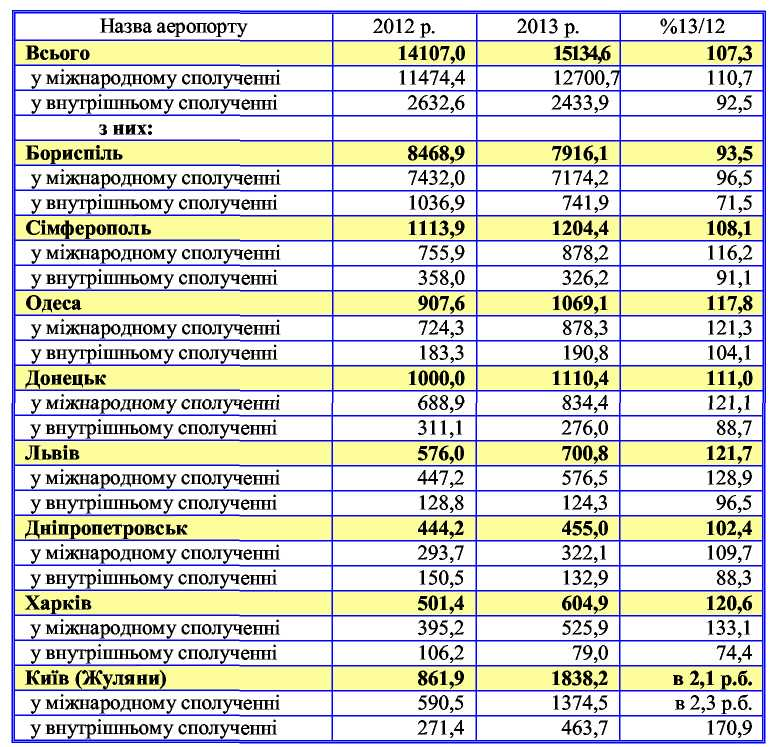 Назва аеропорту 2012 р. 2013 р. %13/12
Всього 14107,0 15134,6 107,3
у міжнародному сполученні 11474,4 12700,7 110,7
у внутрішньому сполученні 2632,6 2433,9 92,5
з них:
Бориспіль 8468,9 7916,1 93,5
у міжнародному сполученні 7432,0 7174,2 96,5
у внутрішньому сполученні 1036,9 741,9 71,5
Сімферополь 1113,9 1204,4 108,1
у міжнародному сполученні 755,9 878,2 116,2
у внутрішньому сполученні 358,0 326,2 91,1
Одеса 907,6 1069,1 117,8
у міжнародному сполученні 724,3 878,3 121,3
у внутрішньому сполученні 183,3 190,8 104,1
Донецьк 1000,0 1110,4 111,0
у міжнародному сполученні 688,9 834,4 121,1
у внутрішньому сполученні 311,1 276,0 88,7
Львів 576,0 700,8 121,7
у міжнародному сполученні 447,2 576,5 128,9
у внутрішньому сполученні 128,8 124,3 96,5
Дніпропетровськ 444,2 455,0 102,4
у міжнародному сполученні 293,7 322,1 109,7
у внутрішньому сполученні 150,5 132,9 88,3
Харків 501,4 604,9 120,6
у міжнародному сполученні 395,2 525,9 133,1
у внутрішньому сполученні 106,2 79,0 74,4
Київ (Жуляни) 861,9 1838,2 в 2,1 р.б.
у міжнародному сполученні 590,5 1374,5 в 2,3 р.б.
у внутрішньому сполученні 271,4 463,7 170,9